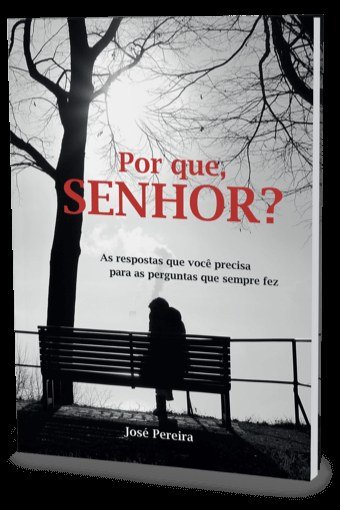 Por que,
SENHOR?
As respostas que você precisa
para as perguntas que sempre fez
José Pereira